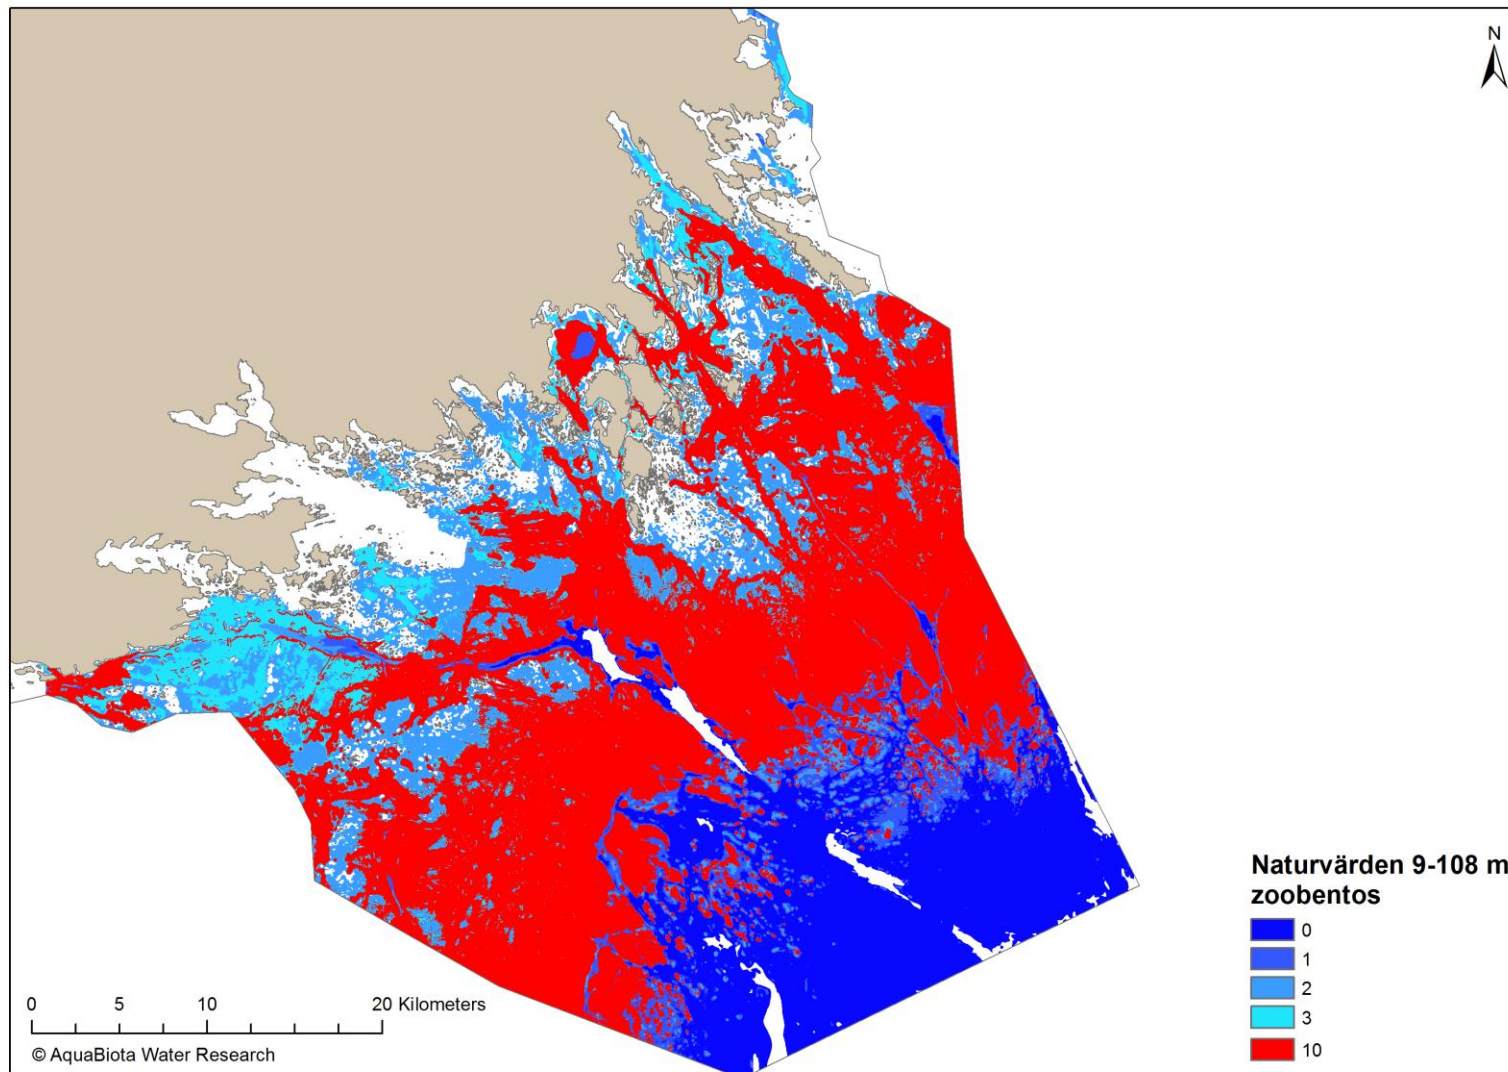 N
Naturvärden 9-108 m
zoobentos
0
1
2
3
10
0 5 10 20 Kilometers
© AquaBiota Water Research